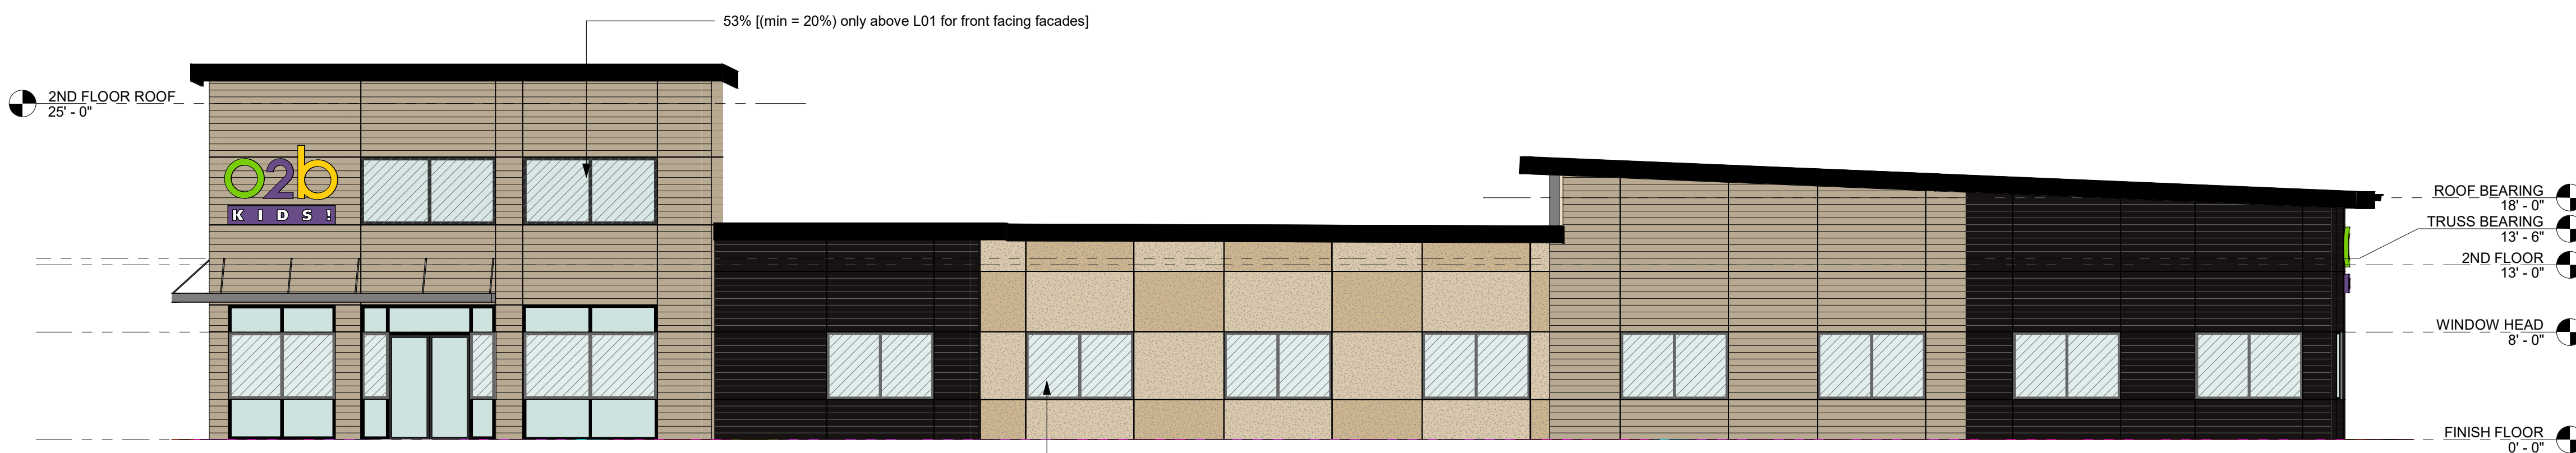 53% [(min = 20%) only above L01 for front facing facades]
2ND FLOOR ROOF
25' - 0"
o2b
KIDS!
ROOF BEARING
18' - 0"
TRUSS BEARING
13' - 6"
2ND FLOOR
13' - 0"
WINDOW HEAD
8' - 0"
FINISH FLOOR
0' - 0"